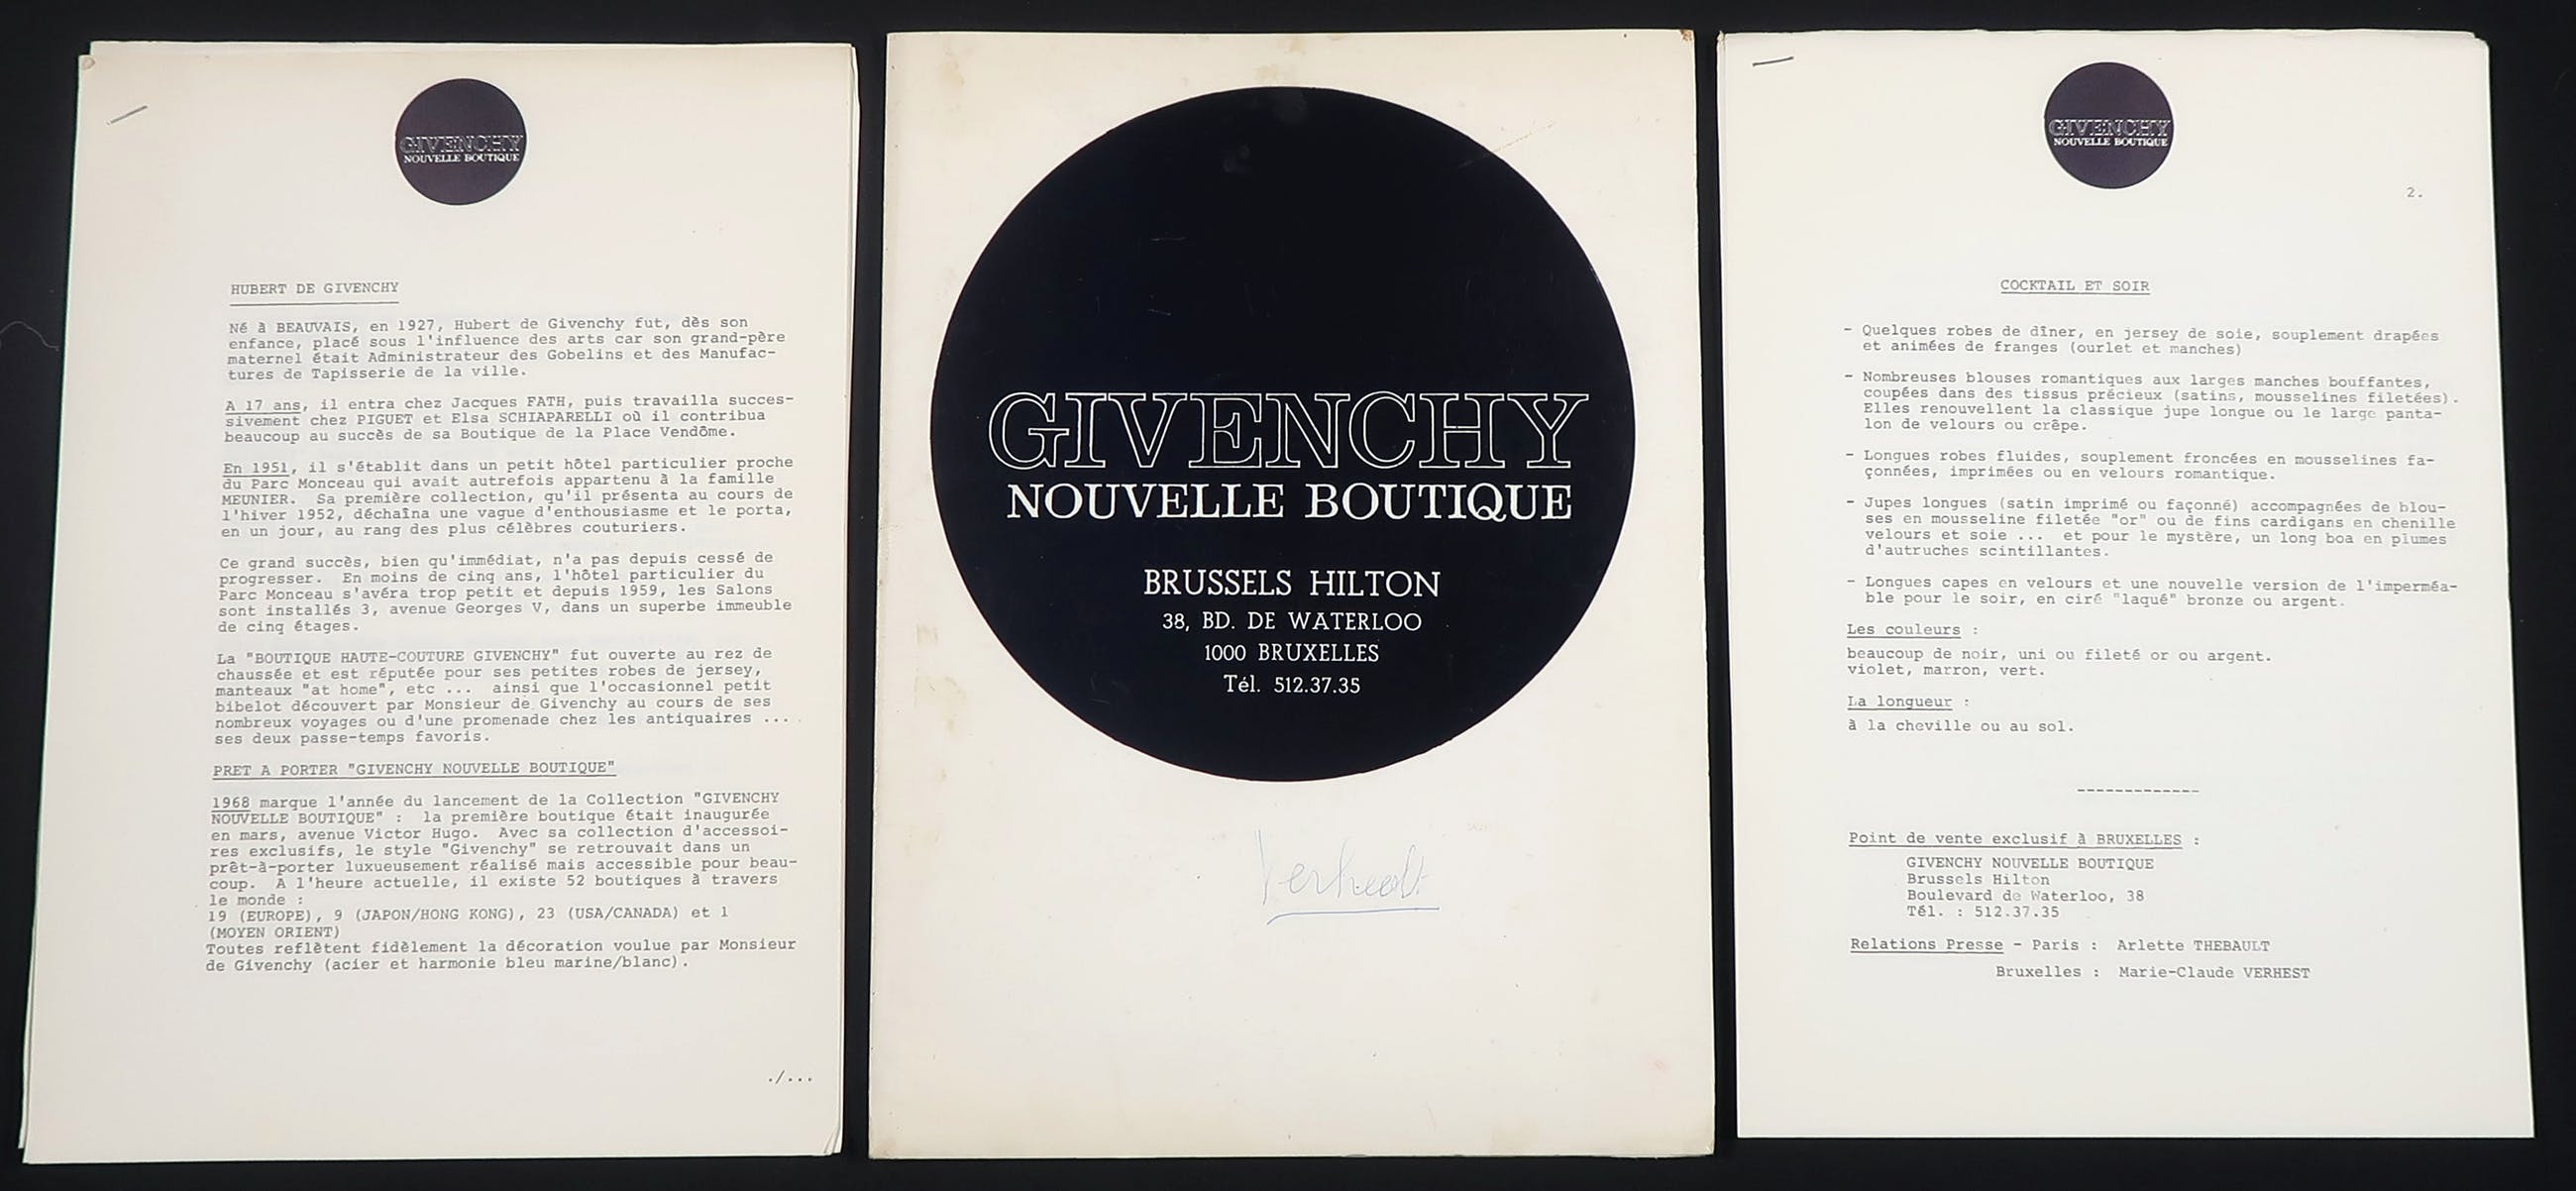 GIVENCHY
NOUVELLE BOUTIQUE
HUBERT DE GIVENCHY
Né à BEAUVAIS, en 1927, Hubert de Givenchy fut, dès son
enfance, placé sous l'influence des arts car son grand-père
maternel était Administrateur des Gobelins et des Manufac-
tures de Tapisserie de la ville.
A 17 ans, il entra chez Jacques FATH, puis travailla succes-
sivement chez PIGUET et Elsa SCHIAPARELLI où il contribua
beaucoup au succès de sa Boutique de la Place Vendôme.
En 1951, il s'établit dans un petit hôtel particulier proche
du Parc Monceau qui avait autrefois appartenu à la famille
MEUNIER. Sa première collection, qu'il présenta au cours de
l'hiver 1952, déchaîna une vague d'enthousiasme et le porta,
en un jour, au rang des plus célèbres couturiers.
Ce grand succès, bien qu'immédiat, n'a pas depuis cessé de
progresser. En moins de cinq ans, l'hôtel particulier du
Parc Monceau s'avéra trop petit et depuis 1959, les Salons
sont installés 3, avenue Georges V, dans un superbe immeuble
de cinq étages.
La "BOUTIQUE HAUTE-COUTURE GIVENCHY" fut ouverte au rez de
chaussée et est réputée pour ses petites robes de jersey,
manteaux "at home", etc ... ainsi que l'occasionnel petit
bibelot découvert par Monsieur de Givenchy au cours de ses
nombreux voyages ou d'une promenade chez les antiquaires ...
ses deux passe-temps favoris.
PRET A PORTER "GIVENCHY NOUVELLE BOUTIQUE"
1968 marque l'année du lancement de la Collection "GIVENCHY
NOUVELLE BOUTIQUE" : la première boutique était inaugurée
en mars, avenue Victor Hugo. Avec sa collection d'accessoi-
res exclusifs, le style "Givenchy" se retrouvait dans un
prêt-à-porter luxueusement réalisé mais accessible pour beau-
coup. A l'heure actuelle, il existe 52 boutiques à travers
le monde :
19 (EUROPE), 9 (JAPON/HONG KONG), 23 (USA/CANADA) et 1
(MOYEN ORIENT)
Toutes reflètent fidèlement la décoration voulue par Monsieur
de Givenchy (acier et harmonie bleu marine/blanc).
./...
GIVENCHY
NOUVELLE BOUTIQUE
BRUSSELS HILTON
38, BD. DE WATERLOO
1000 BRUXELLES
Tél. 512.37.35
GIVENCHY
NOUVELLE BOUTIQUE
2.
COCKTAIL ET SOIR
- Quelques robes de dîner, en jersey de soie, souplement drapées
et animées de franges (ourlet et manches)
- Nombreuses blouses romantiques aux larges manches bouffantes,
coupées dans des tissus précieux (satins, mousselines filetées).
Elles renouvellent la classique jupe longue ou le large panta-
lon de velours ou crêpe.
- Longues robes fluides, souplement froncées en mousselines fa-
çonnées, imprimées ou en velours romantique.
- Jupes longues (satin imprimé ou façonné) accompagnées de blou-
ses en mousseline filetée "or" ou de fins cardigans en chenille
velours et soie ... et pour le mystère, un long boa en plumes
d'autruches scintillantes.
- Longues capes en velours et une nouvelle version de l'imperméa-
ble pour le soir, en ciré "laqué" bronze ou argent.
Les couleurs :
beaucoup de noir, uni ou fileté or ou argent.
violet, marron, vert.
La longueur :
à la cheville ou au sol.
-------------
Point de vente exclusif à BRUXELLES :
GIVENCHY NOUVELLE BOUTIQUE
Brussels Hilton
Boulevard de Waterloo, 38
Tél. : 512.37.35
Relations Presse - Paris : Arlette THEBAULT
Bruxelles : Marie-Claude VERHEST